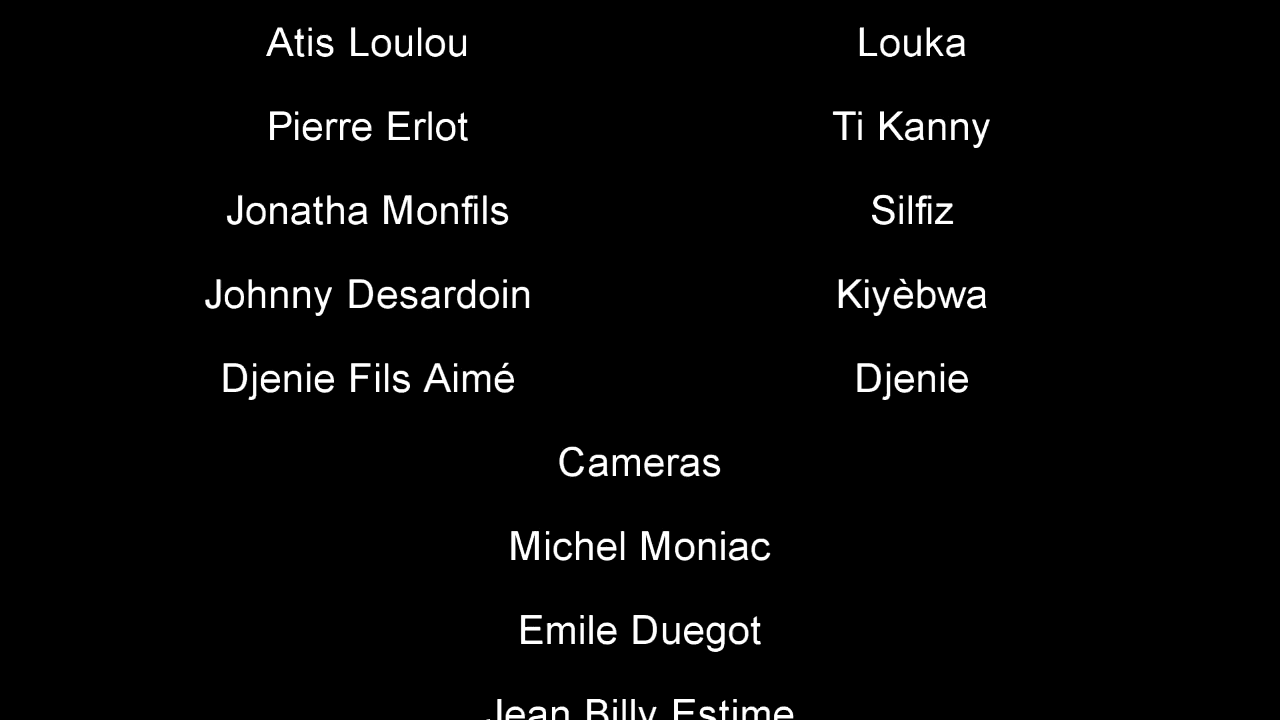 Atis Loulou Louka
Pierre Erlot Ti Kanny
Jonatha Monfils Silfiz
Johnny Desardoin Kiyèbwa
Djenie Fils Aimé Djenie
Cameras
Michel Moniac
Emile Duegot
Jean Billy Estime